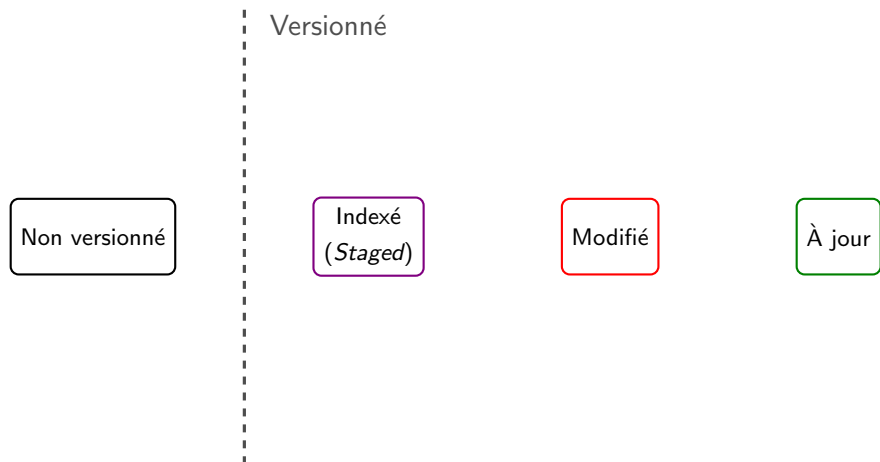 Versionné
Non versionné
Indexé
(Staged)
Modifié
À jour